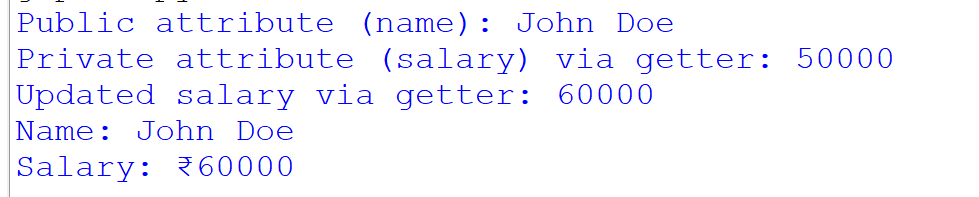 Public attribute (name): John Doe
Private attribute (salary) via getter: 50000
Updated salary via getter: 60000
Name: John Doe
Salary: ₹60000